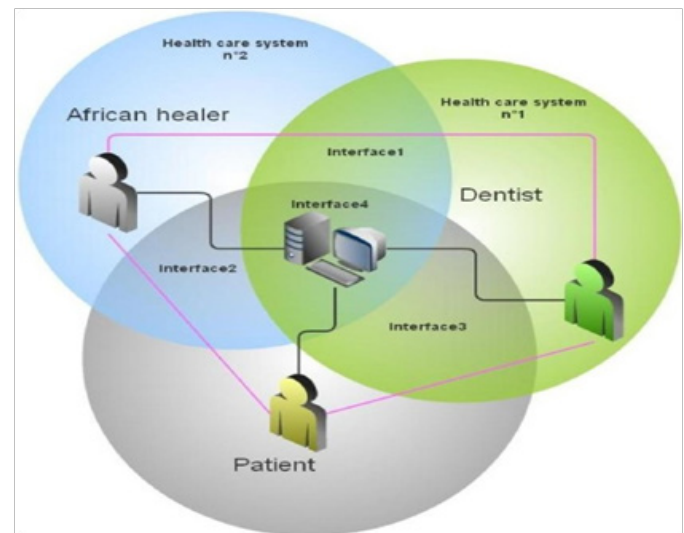 Health care system
n°2
African healer
Health care system
n°1
Interface1
Dentist
Interface4
Interface2
Interface3
Patient